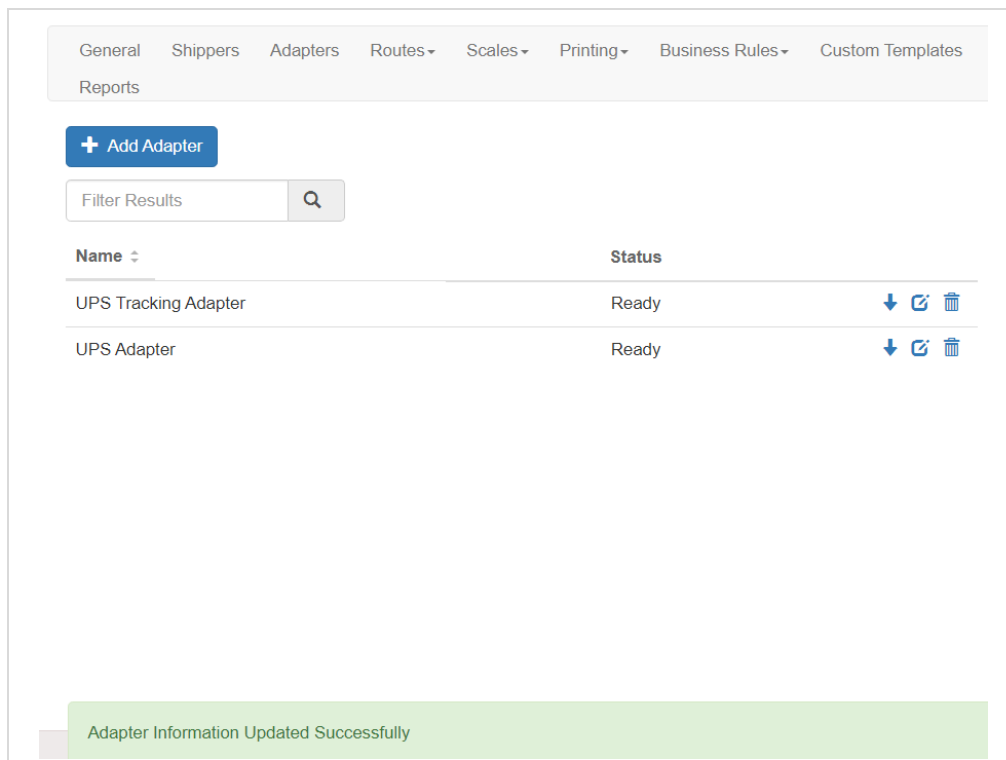 General Shippers Adapters Routes Scales Printing Business Rules Custom Templates
Reports
Add Adapter
Filter Results
Name Status
UPS Tracking Adapter Ready
UPS Adapter Ready
Adapter Information Updated Successfully